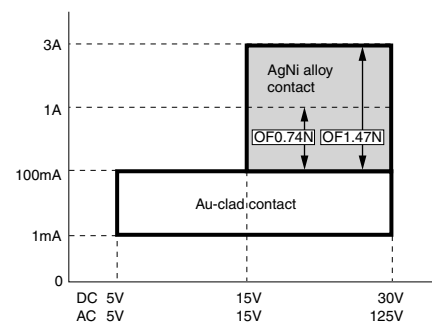 3A
AgNi alloy
contact
1A
OF0.74N OF1.47N
100mA
Au-clad contact
1mA
0
DC 5V 15V 30V
AC 5V 15V 125V